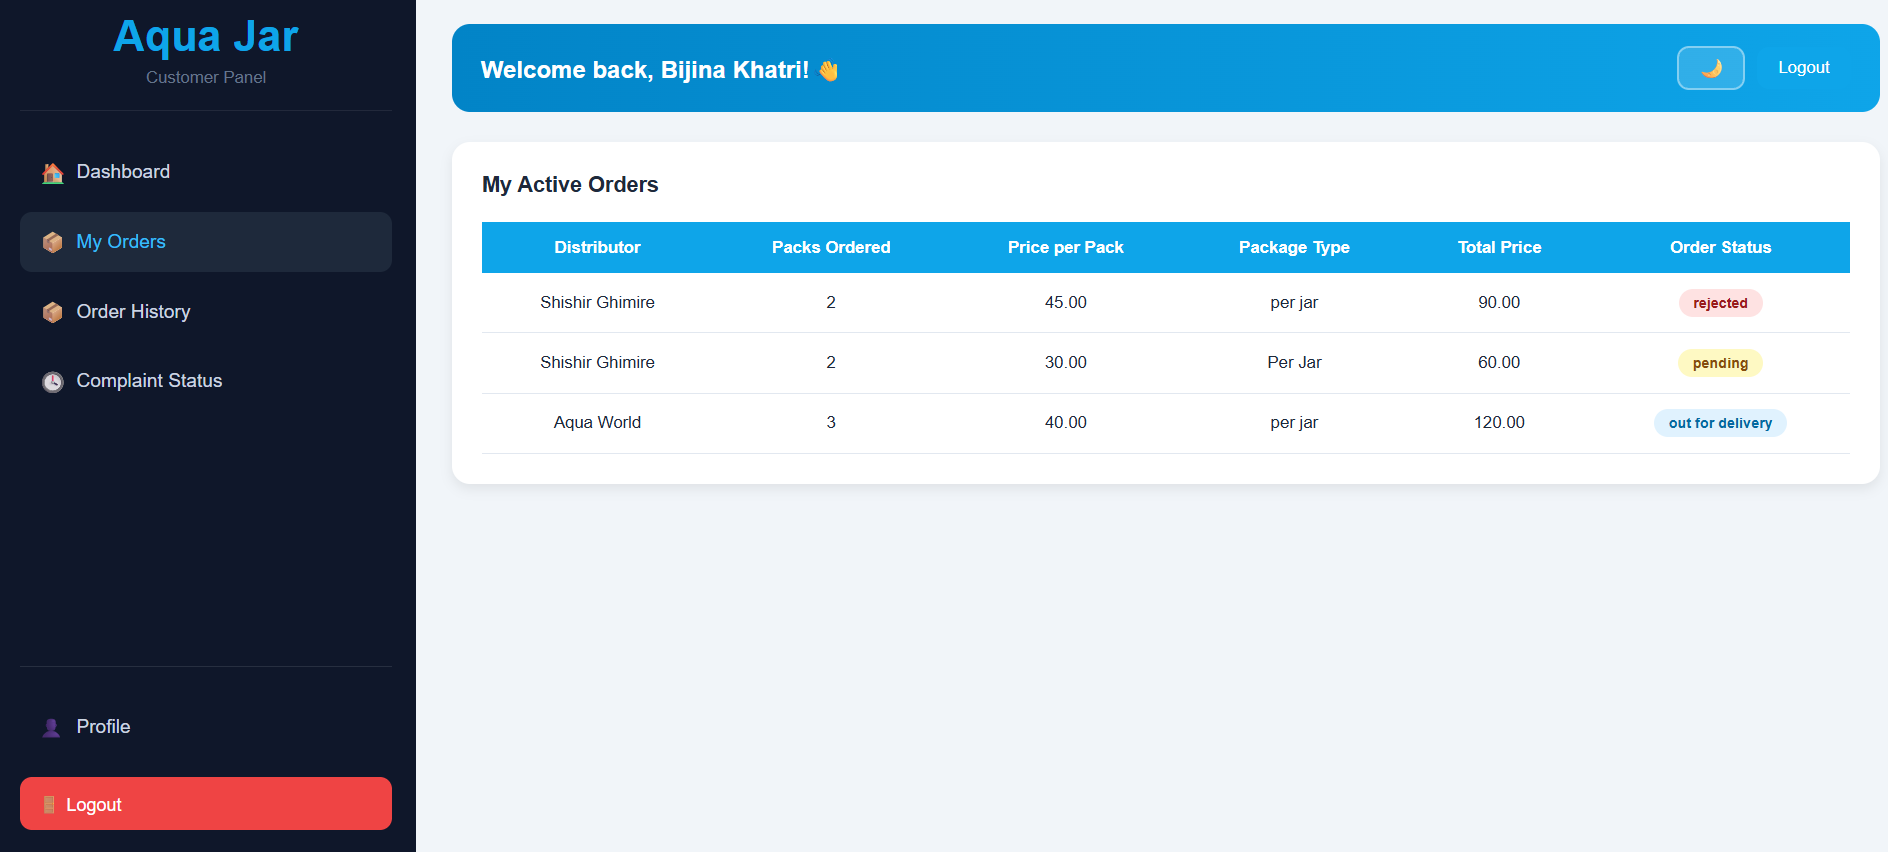 Aqua Jar
Customer Panel
Dashboard
My Orders
Order History
Complaint Status
Profile
Logout
Welcome back, Bijina Khatri! 👋
Logout
My Active Orders
Distributor Packs Ordered Price per Pack Package Type Total Price Order Status
Shishir Ghimire 2 45.00 per jar 90.00 rejected
Shishir Ghimire 2 30.00 Per Jar 60.00 pending
Aqua World 3 40.00 per jar 120.00 out for delivery